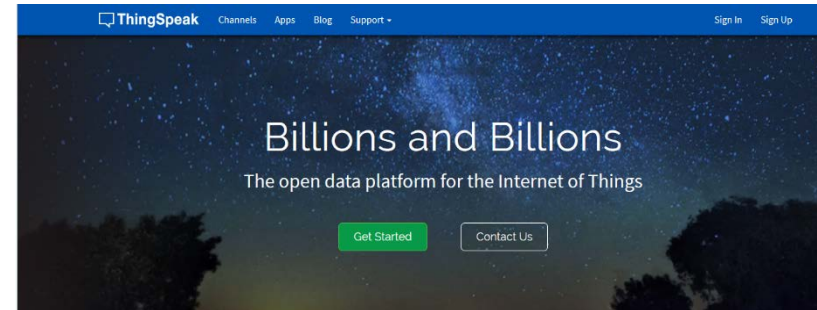 ThingSpeak Channels Apps Blog Support Sign In Sign Up
Billions and Billions
The open data platform for the Internet of Things
Get Started Contact Us